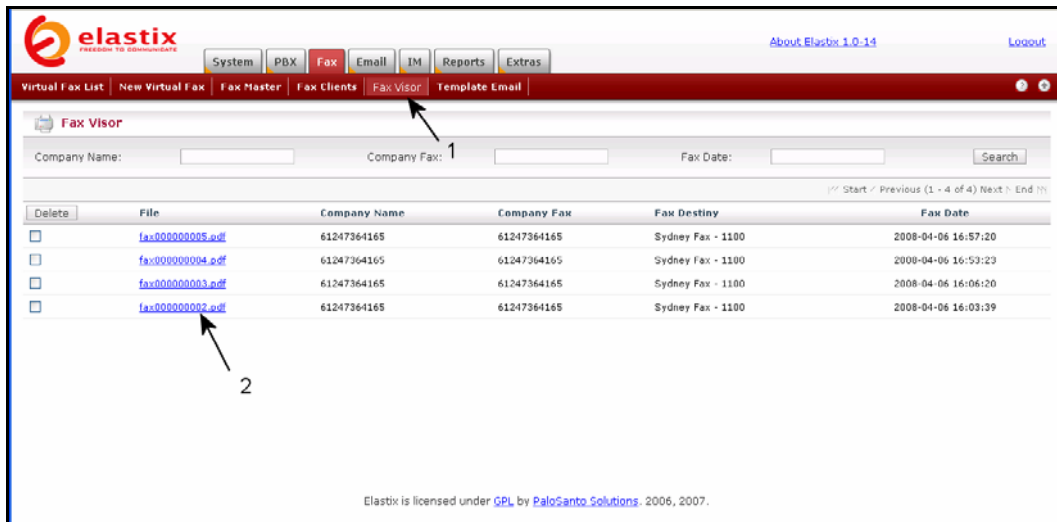 elastix
FREEDOM TO COMMUNICATE
About Elastix 1.0-14 Logout
System PBX Fax Email IM Reports Extras
Virtual Fax List New Virtual Fax Fax Master Fax Clients Fax Visor Template Email
Fax Visor
1
Company Name: Company Fax: Fax Date: Search
Start Previous (1 - 4 of 4) Next End
Delete File Company Name Company Fax Fax Destiny Fax Date
fax000000005.pdf 61247364165 61247364165 Sydney Fax - 1100 2008-04-06 16:57:20
fax000000004.pdf 61247364165 61247364165 Sydney Fax - 1100 2008-04-06 16:53:23
fax000000003.pdf 61247364165 61247364165 Sydney Fax - 1100 2008-04-06 16:06:20
fax000000002.pdf 61247364165 61247364165 Sydney Fax - 1100 2008-04-06 16:03:39
2
Elastix is licensed under GPL by PaloSanto Solutions. 2006, 2007.